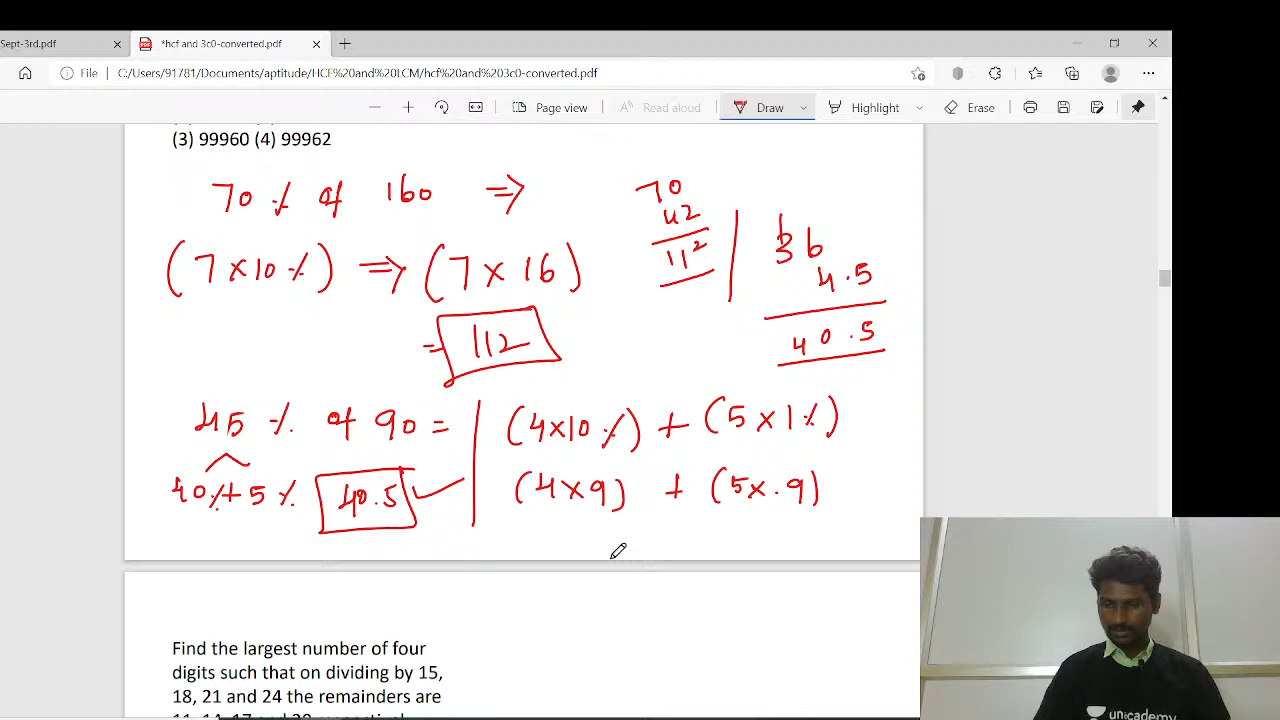 Sept-3rd.pdf
*hcf and 3c0-converted.pdf
File
C:/Users/91781/Documents/aptitude/HCF%20and%20LCM/hcf%20and%203c0-converted.pdf
Page view
Read aloud
Draw
Highlight
Erase
(3) 99960 (4) 99962
70 % of 160 ⇒
(7 x 10 %) ⇒ (7 x 16)
= 112
70
42
112
36
4.5
40.5
45 % of 90 =
40% + 5 %
40.5
(4x10 %) + (5 x 1 %)
(4 x 9) + (5 x .9)
Find the largest number of four
digits such that on dividing by 15,
18, 21 and 24 the remainders are
unacademy